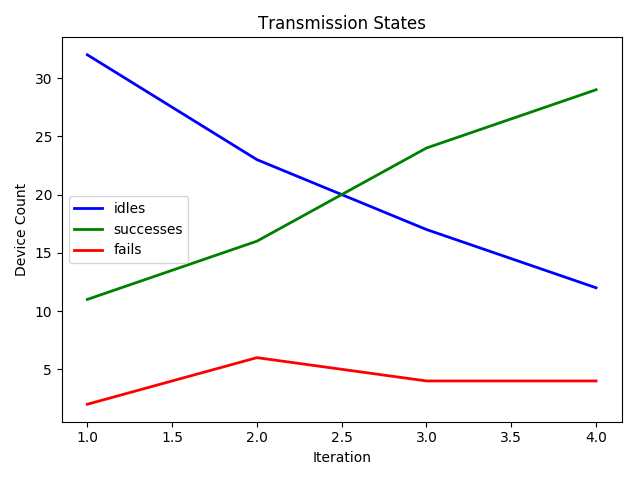 Transmission States
Device Count
30
25
20
15
10
5
idles
successes
fails
1.0 1.5 2.0 2.5 3.0 3.5 4.0
Iteration